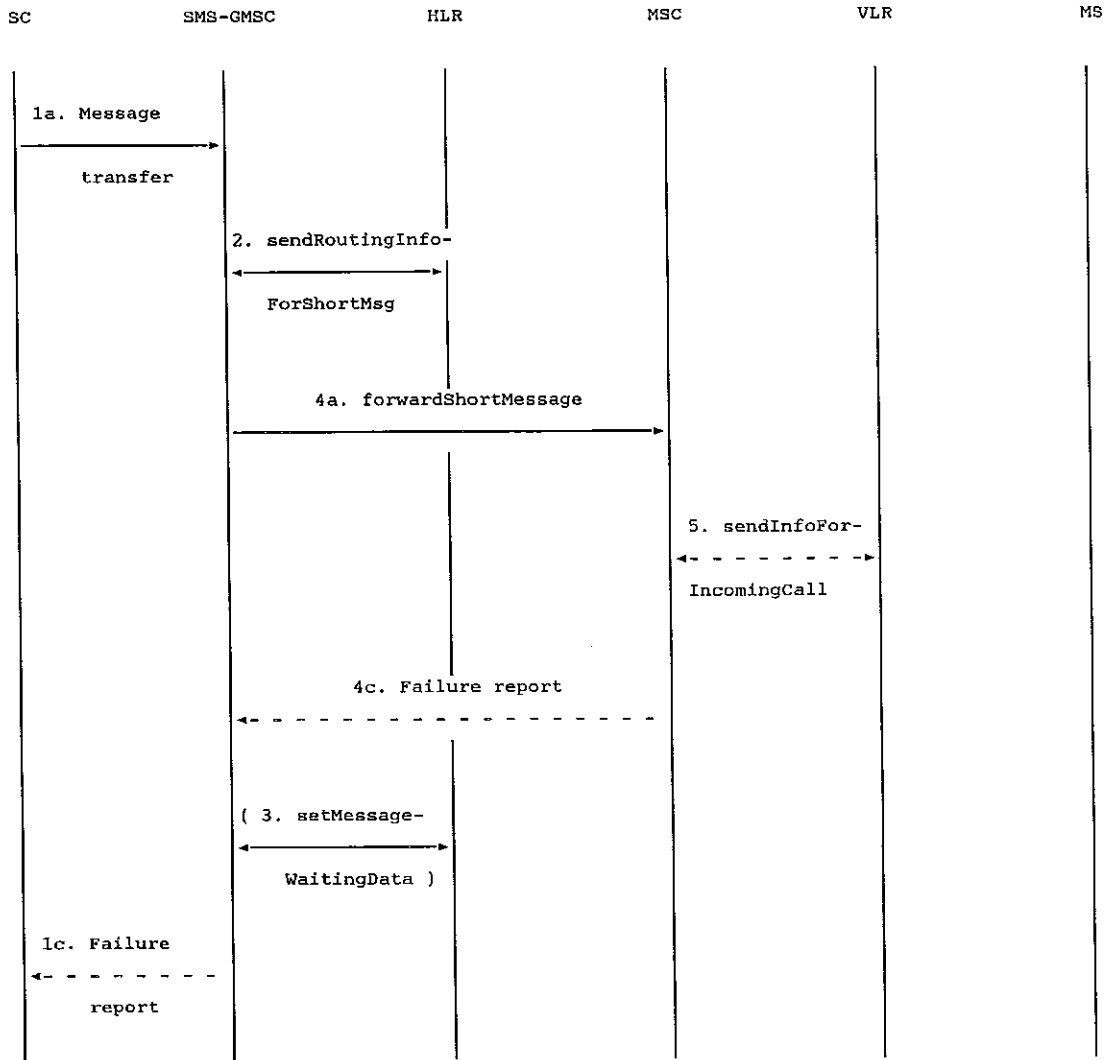 SC SMS-GMSC HLR MSC VLR MS
1a. Message
transfer
2. sendRoutingInfo-
ForShortMsg
4a. forwardShortMessage
5. sendInfoFor-
IncomingCall
4c. Failure report
( 3. setMessage-
WaitingData )
1c. Failure
report